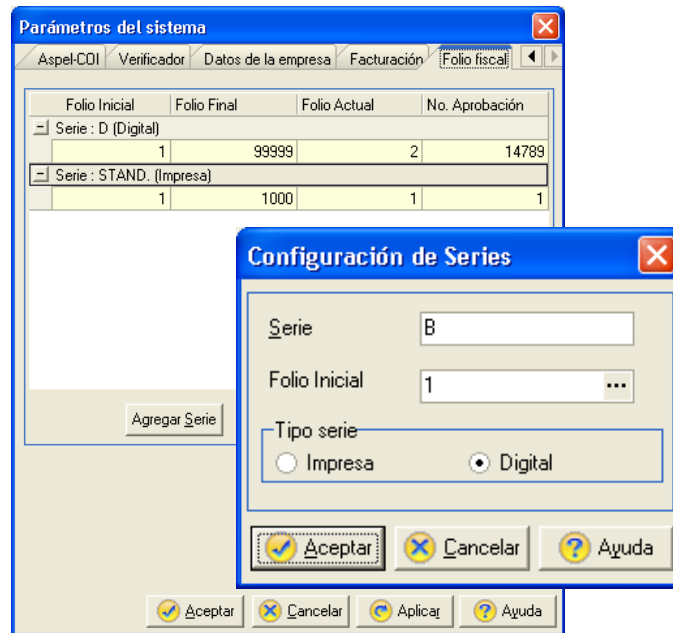 Parámetros del sistema
Aspel-COI Verificador Datos de la empresa Facturación Folio fiscal
Folio Inicial Folio Final Folio Actual No. Aprobación
Serie : D (Digital)
1 99999 2 14789
Serie : STAND. (Impresa)
1 1000 1 1
Agregar Serie
Configuración de Series
Serie B
Folio Inicial 1 ...
Tipo serie
Impresa Digital
Aceptar Cancelar Ayuda
Aceptar Cancelar Aplicar Ayuda